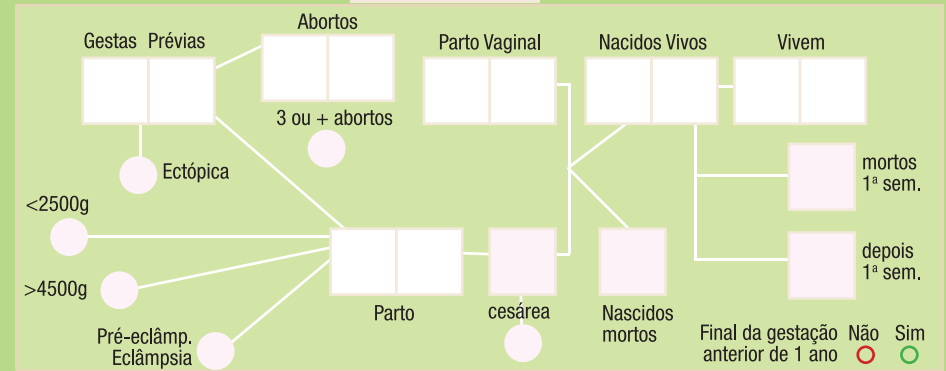 Abortos
Gestas Prévias
Parto Vaginal
Nacidos Vivos
Vivem
3 ou + abortos
Ectópica
mortos
1ª sem.
<2500g
depois
1ª sem.
>4500g
Parto
cesárea
Nascidos
mortos
Pré-eclâmp.
Eclâmpsia
Final da gestação
anterior de 1 ano
Não
Sim